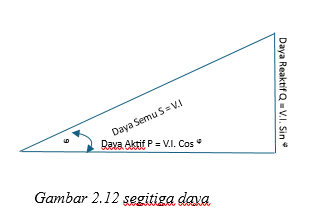 Daya Semu S = V.I
Daya Reaktif Q = V.I. Sin φ
φ
Daya Aktif P = V.I. Cos φ
Gambar 2.12 segitiga daya